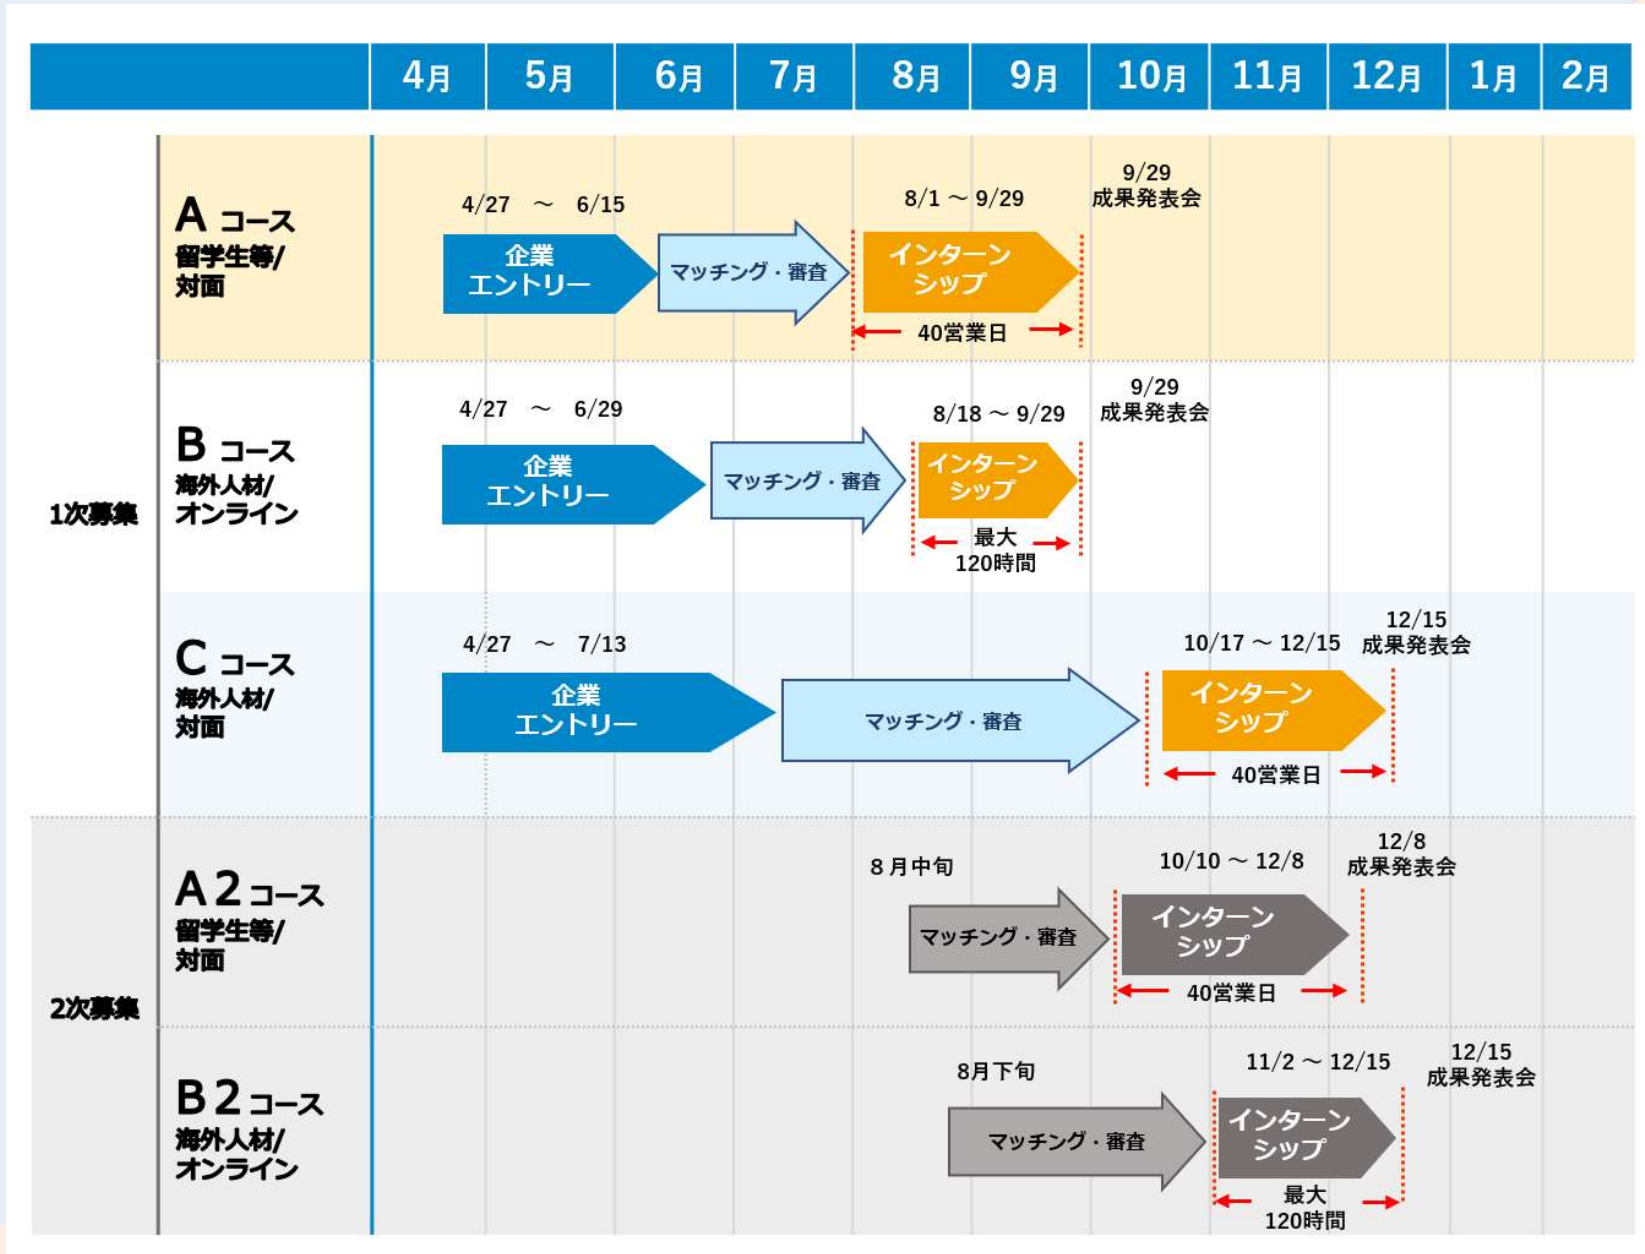 4月 5月 6月 7月 8月 9月 10月 11月 12月 1月 2月
1次募集
A コース
留学生等/
対面
4/27 ～ 6/15
企業
エントリー
マッチング・審査
8/1 ～ 9/29
インターン
シップ
40営業日
9/29
成果発表会
B コース
海外人材/
オンライン
4/27 ～ 6/29
企業
エントリー
マッチング・審査
8/18 ～ 9/29
インターン
シップ
最大
120時間
9/29
成果発表会
C コース
海外人材/
対面
4/27 ～ 7/13
企業
エントリー
マッチング・審査
10/17 ～ 12/15
インターン
シップ
40営業日
12/15
成果発表会
2次募集
A2コース
留学生等/
対面
8月中旬
マッチング・審査
10/10 ～ 12/8
インターン
シップ
40営業日
12/8
成果発表会
B2コース
海外人材/
オンライン
8月下旬
マッチング・審査
11/2 ～ 12/15
インターン
シップ
最大
120時間
12/15
成果発表会